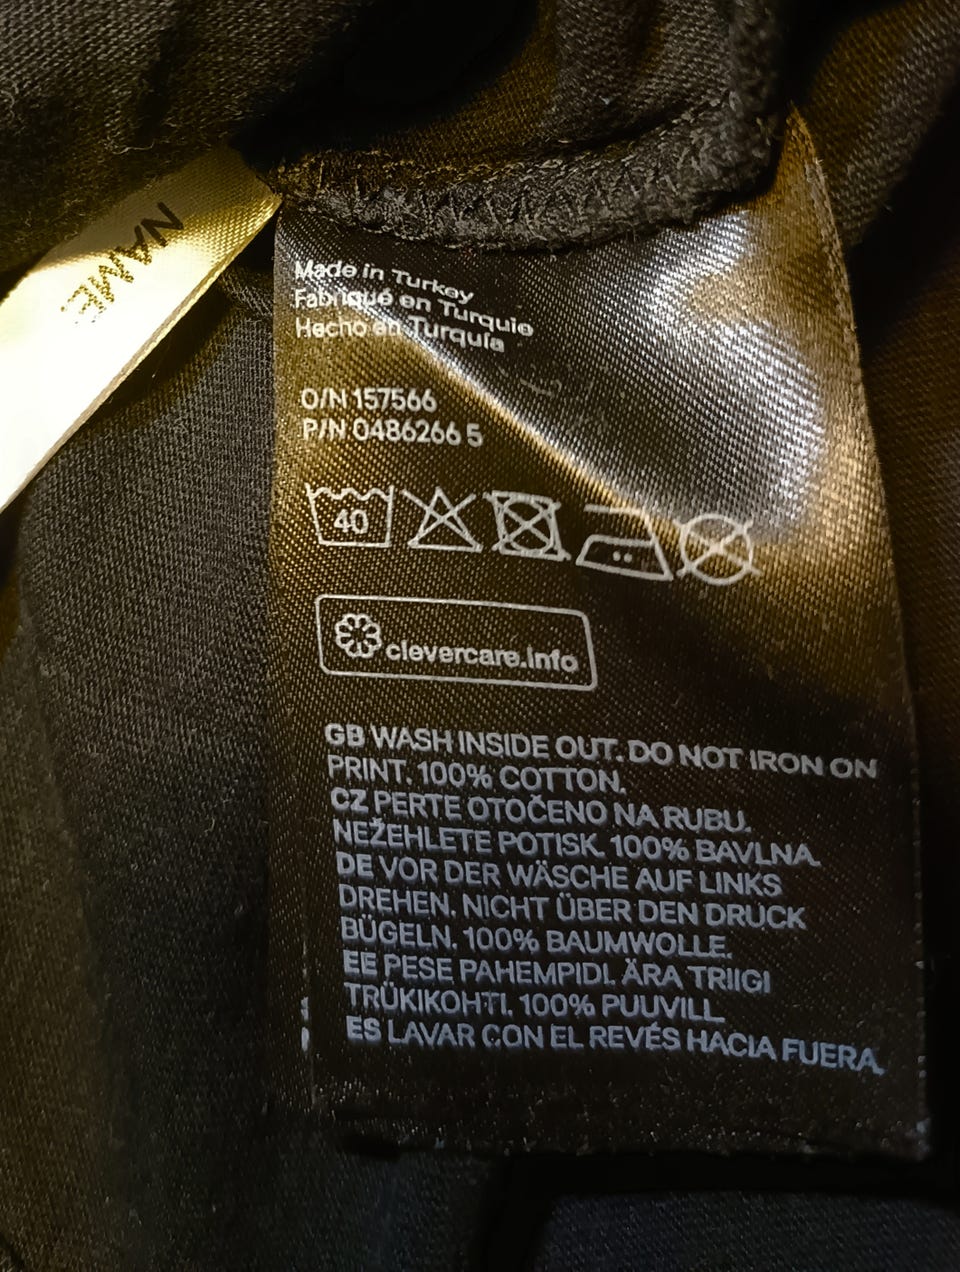 NAME
Made in Turkey
Fabriqué en Turquie
Hecho en Turquía
O/N 157566
P/N 0486266 5
40
clevercare.info
GB WASH INSIDE OUT. DO NOT IRON ON
PRINT. 100% COTTON.
CZ PERTE OTOČENO NA RUBU.
NEŽEHLETE POTISK. 100% BAVLNA.
DE VOR DER WÄSCHE AUF LINKS
DREHEN. NICHT ÜBER DEN DRUCK
BÜGELN. 100% BAUMWOLLE.
EE PESE PAHEMPIDI. ÄRA TRIIGI
TRÜKIKOHTI. 100% PUUVILL.
ES LAVAR CON EL REVÉS HACIA FUERA.